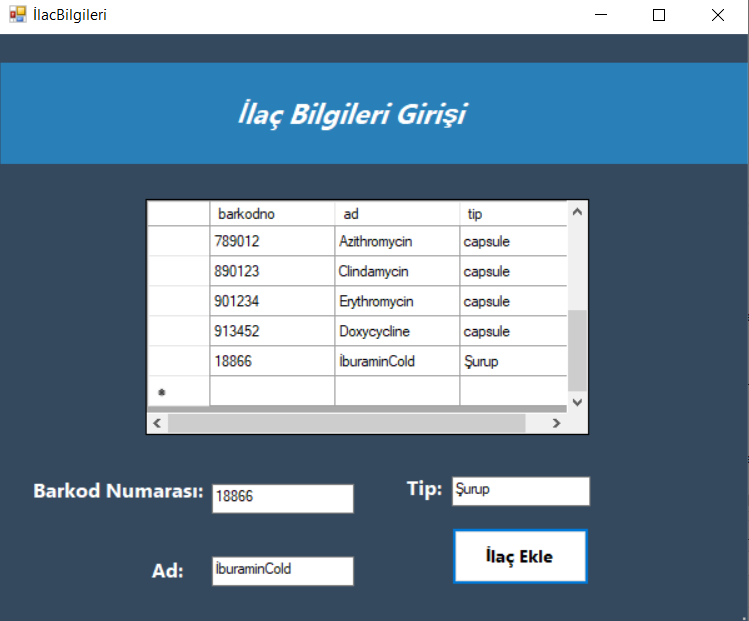 İlacBilgileri
İlaç Bilgileri Girişi
barkodno ad tip
789012 Azithromycin capsule
890123 Clindamycin capsule
901234 Erythromycin capsule
913452 Doxycycline capsule
18866 İburaminCold Şurup
*
Barkod Numarası: 18866 Tip: Şurup
Ad: İburaminCold İlaç Ekle